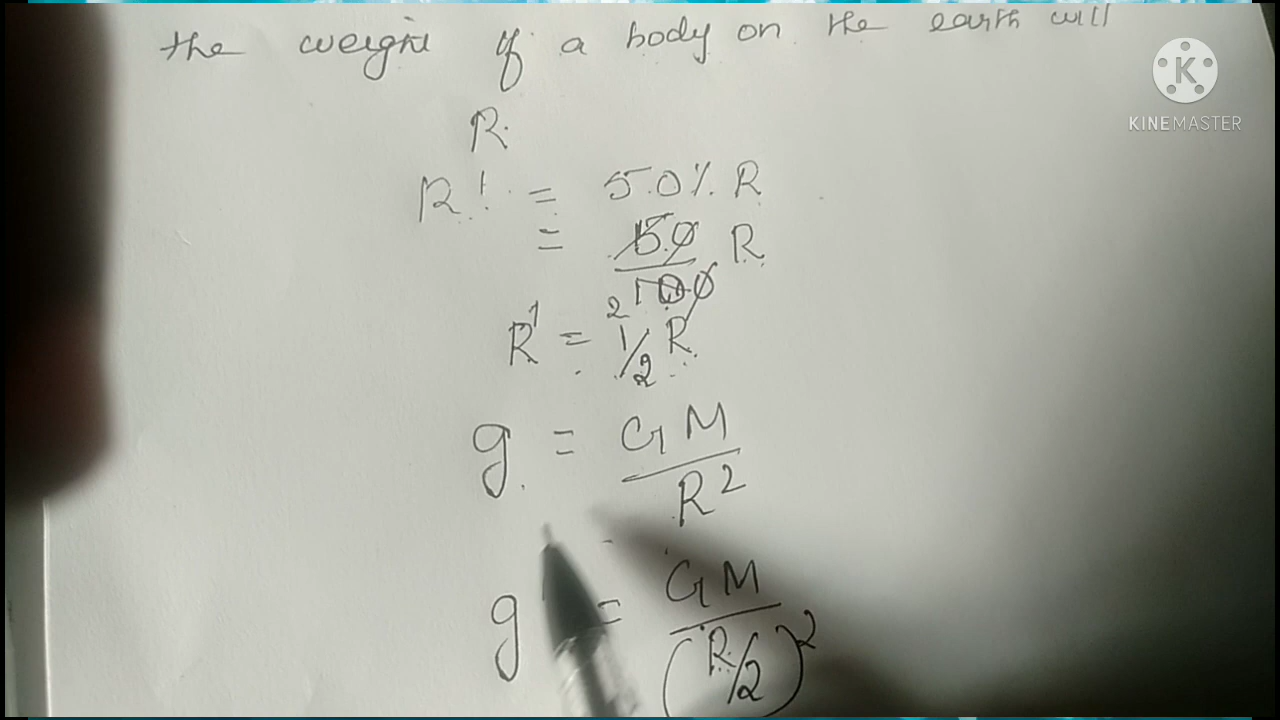 the weight of a body on the earth will
KINEMASTER
R
R' = 50% R
= 50/100 R
2
R' = 1/2 R
g = GM/R²
g = GM/(R/2)²